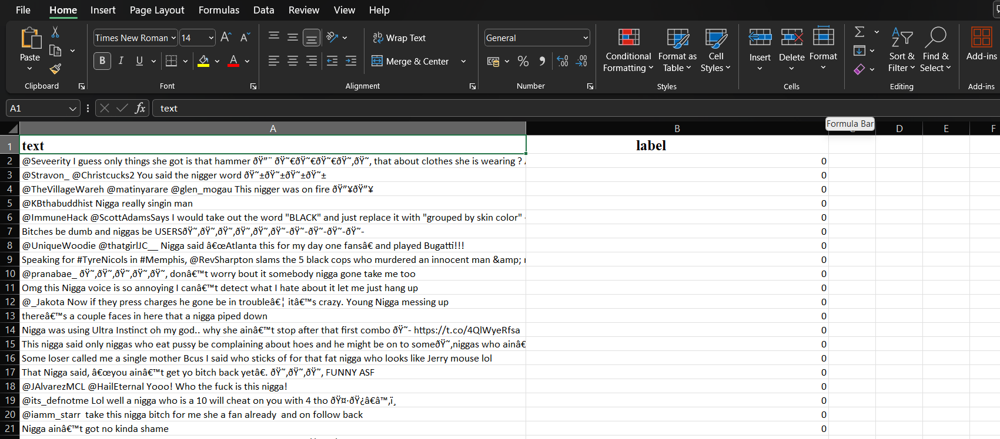 File Home Insert Page Layout Formulas Data Review View Help
Times New Roman 14 Wrap Text General
Paste B I U A Merge & Center % Conditional Formatting Format as Table Cell Styles Insert Delete Format Sort & Filter Find & Select Add-ins
Clipboard Font Alignment Number Styles Cells Editing Add-ins
A1 fx text
Formula Bar
A B D E F
1 text label
2 @Seveerity I guess only things she got is that hammer ðŸ”¨ ðŸ˜€ðŸ˜€ðŸ˜€ðŸ˜‚ðŸ˜‚ that about clothes she is wearing ? 0
3 @Stravon_ @Christcucks2 You said the nigger word ðŸ˜±ðŸ˜±ðŸ˜±ðŸ˜± 0
4 @TheVillageWareh @matinyarare @glen_mogau This nigger was on fire ðŸ”¥ðŸ”¥ 0
5 @KBthabuddhist Nigga really singin man 0
6 @ImmuneHack @ScottAdamsSays I would take out the word "BLACK" and just replace it with "grouped by skin color" 0
7 Bitches be dumb and niggas be USERSðŸ˜‚ðŸ˜‚ðŸ˜‚ðŸ˜‚ðŸ˜‚ðŸ˜-ðŸ˜-ðŸ˜-ðŸ˜-ðŸ˜- 0
8 @UniqueWoodie @thatgirlJC__ Nigga said â€œAtlanta this for my day one fansâ€ and played Bugatti!!! 0
9 Speaking for #TyreNicols in #Memphis, @RevSharpton slams the 5 black cops who murdered an innocent man &amp; 0
10 @pranabae_ ðŸ˜‚ðŸ˜‚ðŸ˜‚ðŸ˜‚ðŸ˜‚ donâ€™t worry bout it somebody nigga gone take me too 0
11 Omg this Nigga voice is so annoying I canâ€™t detect what I hate about it let me just hang up 0
12 @_Jakota Now if they press charges he gone be in troubleâ€¦ itâ€™s crazy. Young Nigga messing up 0
13 thereâ€™s a couple faces in here that a nigga piped down 0
14 Nigga was using Ultra Instinct oh my god.. why she ainâ€™t stop after that first combo ðŸ˜- https://t.co/4QlWyeRfsa 0
15 This nigga said only niggas who eat pussy be complaining about hoes and he might be on to someðŸ˜‚niggas who ainâ€ 0
16 Some loser called me a single mother Bcus I said who sticks of for that fat nigga who looks like Jerry mouse lol 0
17 That Nigga said, â€œyou ainâ€™t get yo bitch back yetâ€. ðŸ˜‚ðŸ˜‚ðŸ˜‚ FUNNY ASF 0
18 @JAlvarezMCL @HailEternal Yooo! Who the fuck is this nigga! 0
19 @its_defnotme Lol well a nigga who is a 10 will cheat on you with 4 tho ðŸ¤·ðŸ¿â€â™‚ï¸ 0
20 @iamm_starr take this nigga bitch for me she a fan already and on follow back 0
21 Nigga ainâ€™t got no kinda shame 0